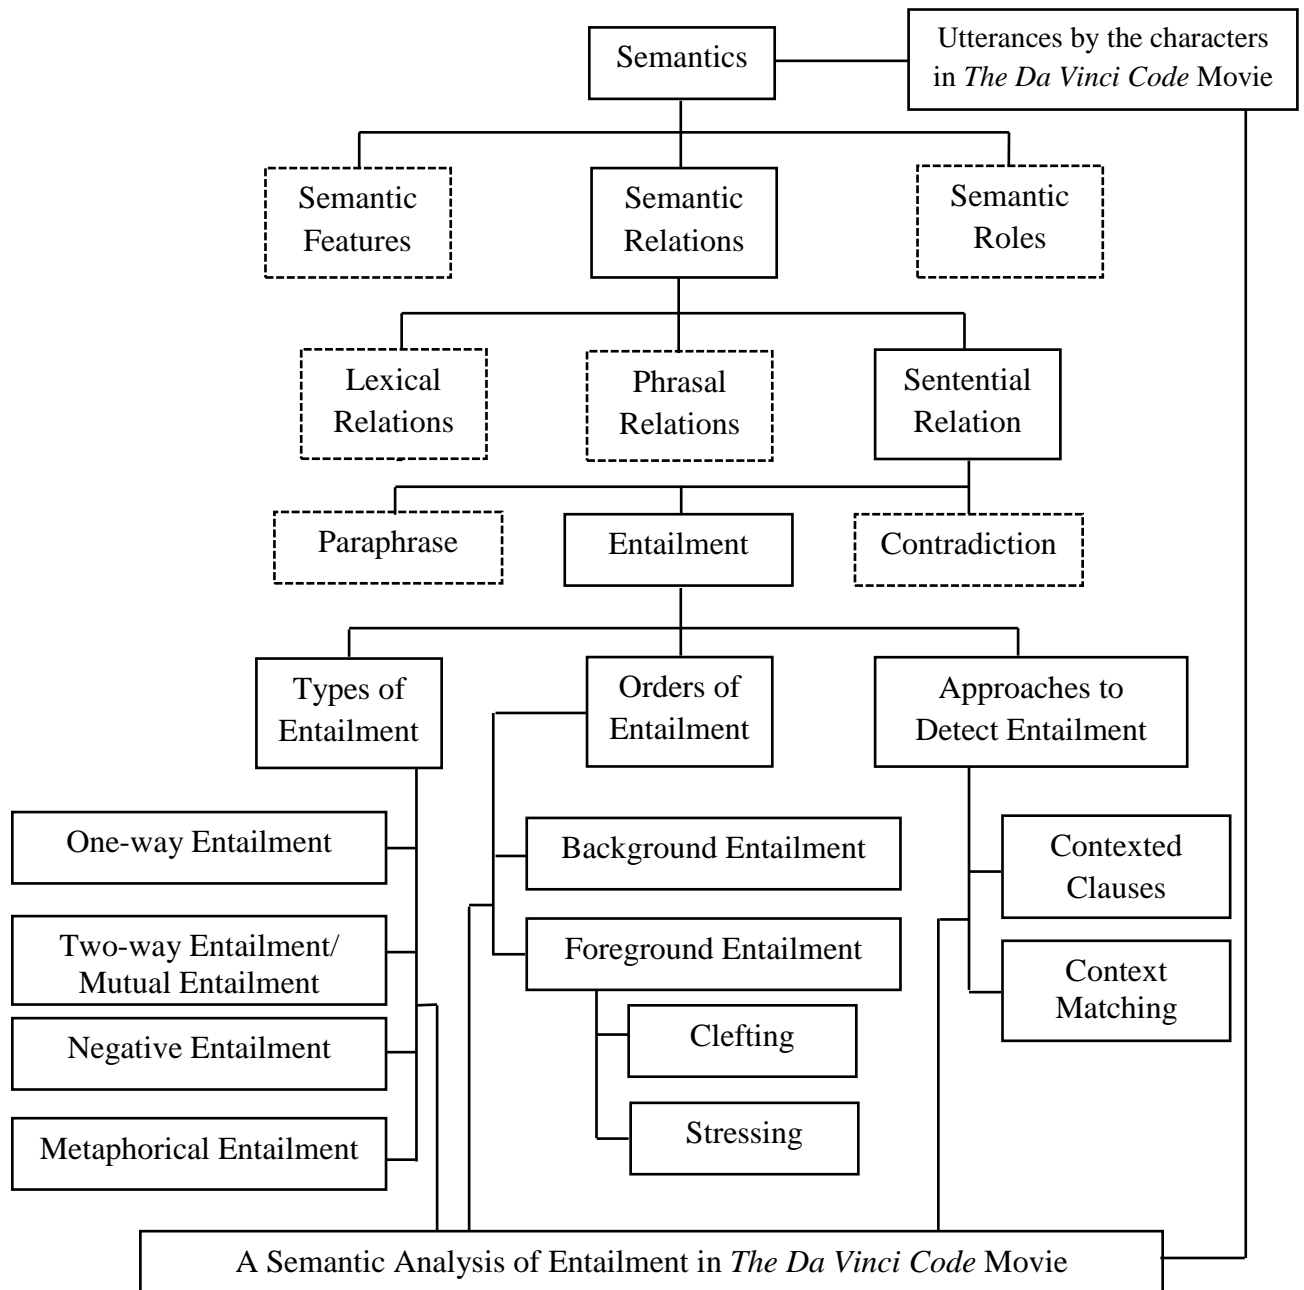 Semantics
Utterances by the characters
in The Da Vinci Code Movie
Semantic
Features
Semantic
Relations
Semantic
Roles
Lexical
Relations
Phrasal
Relations
Sentential
Relation
Paraphrase
Entailment
Contradiction
Types of
Entailment
Orders of
Entailment
Approaches to
Detect Entailment
One-way Entailment
Two-way Entailment/
Mutual Entailment
Negative Entailment
Metaphorical Entailment
Background Entailment
Foreground Entailment
Clefting
Stressing
Contexted
Clauses
Context
Matching
A Semantic Analysis of Entailment in The Da Vinci Code Movie